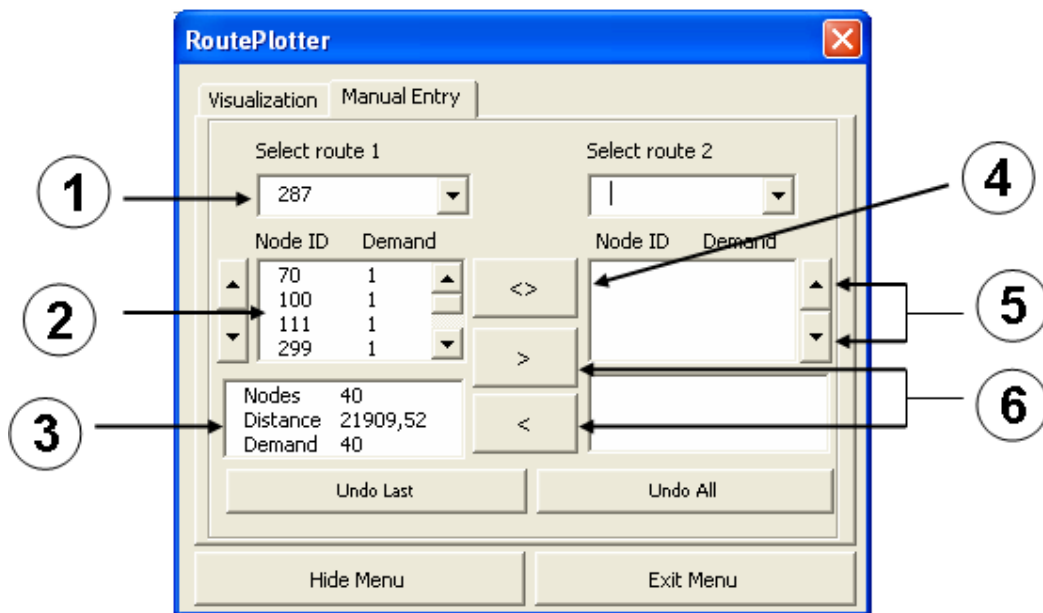 RoutePlotter
Visualization Manual Entry
Select route 1 Select route 2
1 287 4
Node ID Demand Node ID Demand
70 1
100 1 <>
2 111 1 5
299 1
>
Nodes 40 6
3 Distance 21909,52 <
Demand 40
Undo Last Undo All
Hide Menu Exit Menu